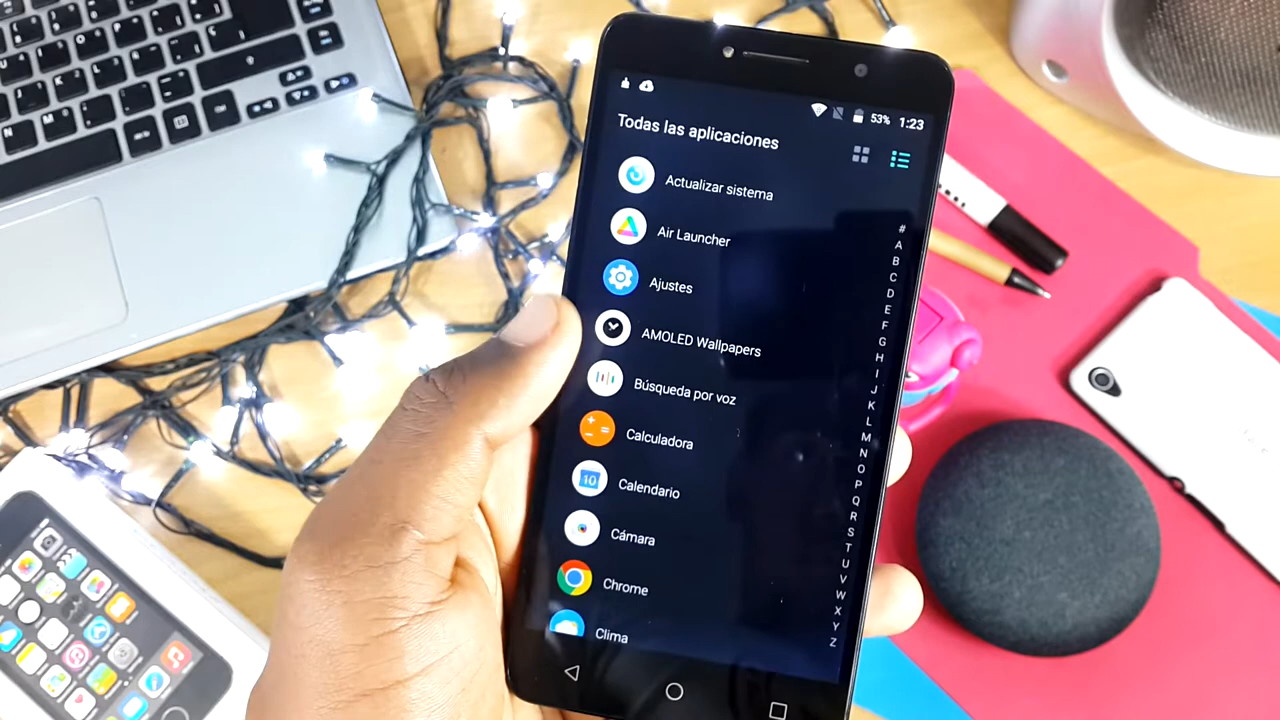 53% 1:23
Todas las aplicaciones
Actualizar sistema
Air Launcher
Ajustes
AMOLED Wallpapers
Búsqueda por voz
Calculadora
10
Calendario
Cámara
Chrome
Clima
#
A
B
C
D
E
F
G
H
I
J
K
L
M
N
O
P
Q
R
S
T
U
V
W
X
Y
Z